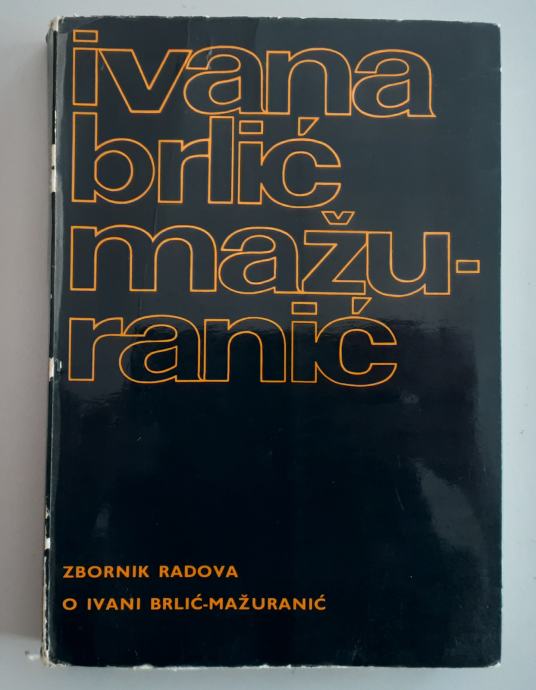 ivana
brlić
mažu-
ranić
ZBORNIK RADOVA
O IVANI BRLIĆ-MAŽURANIĆ